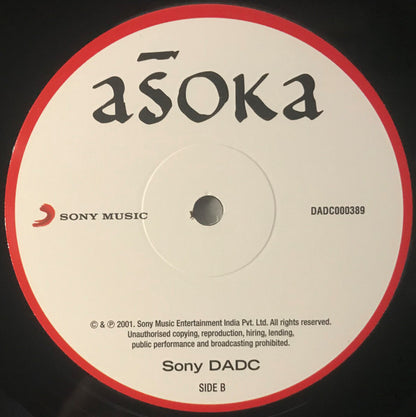 aśoka
SONY MUSIC
DADC000389
© & ℗ 2001. Sony Music Entertainment India Pvt. Ltd. All rights reserved.
Unauthorised copying, reproduction, hiring, lending,
public performance and broadcasting prohibited.
Sony DADC
SIDE B